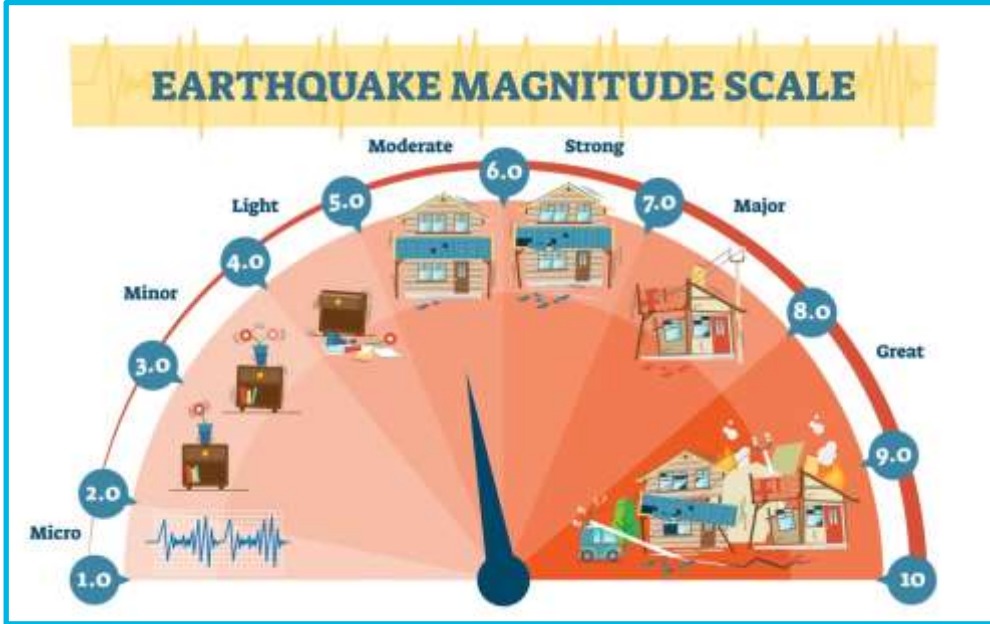 EARTHQUAKE MAGNITUDE SCALE
Moderate
Strong
6.0
Light
5.0
7.0
Major
4.0
Minor
8.0
3.0
Great
9.0
2.0
Micro
1.0
10